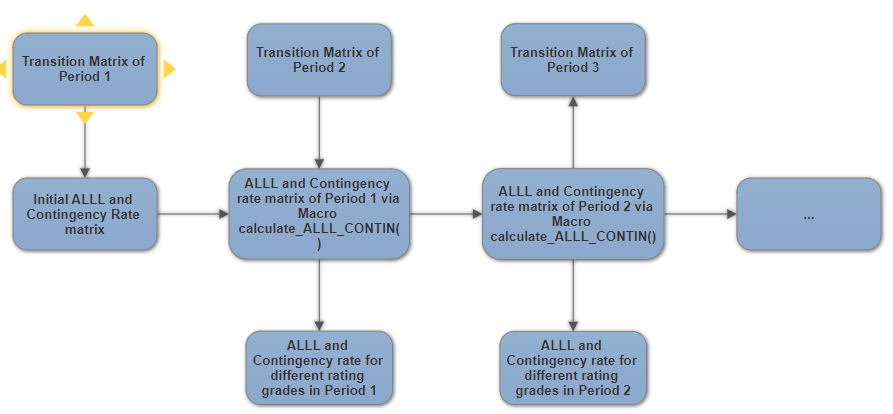 Transition Matrix of
Period 1
Transition Matrix of
Period 2
Transition Matrix of
Period 3
Initial ALLL and
Contingency Rate
matrix
ALLL and Contingency
rate matrix of Period 1 via
Macro
calculate_ALLL_CONTIN(
)
ALLL and Contingency
rate matrix of Period 2 via
Macro
calculate_ALLL_CONTIN()
...
ALLL and
Contingency rate for
different rating
grades in Period 1
ALLL and
Contingency rate for
different rating
grades in Period 2